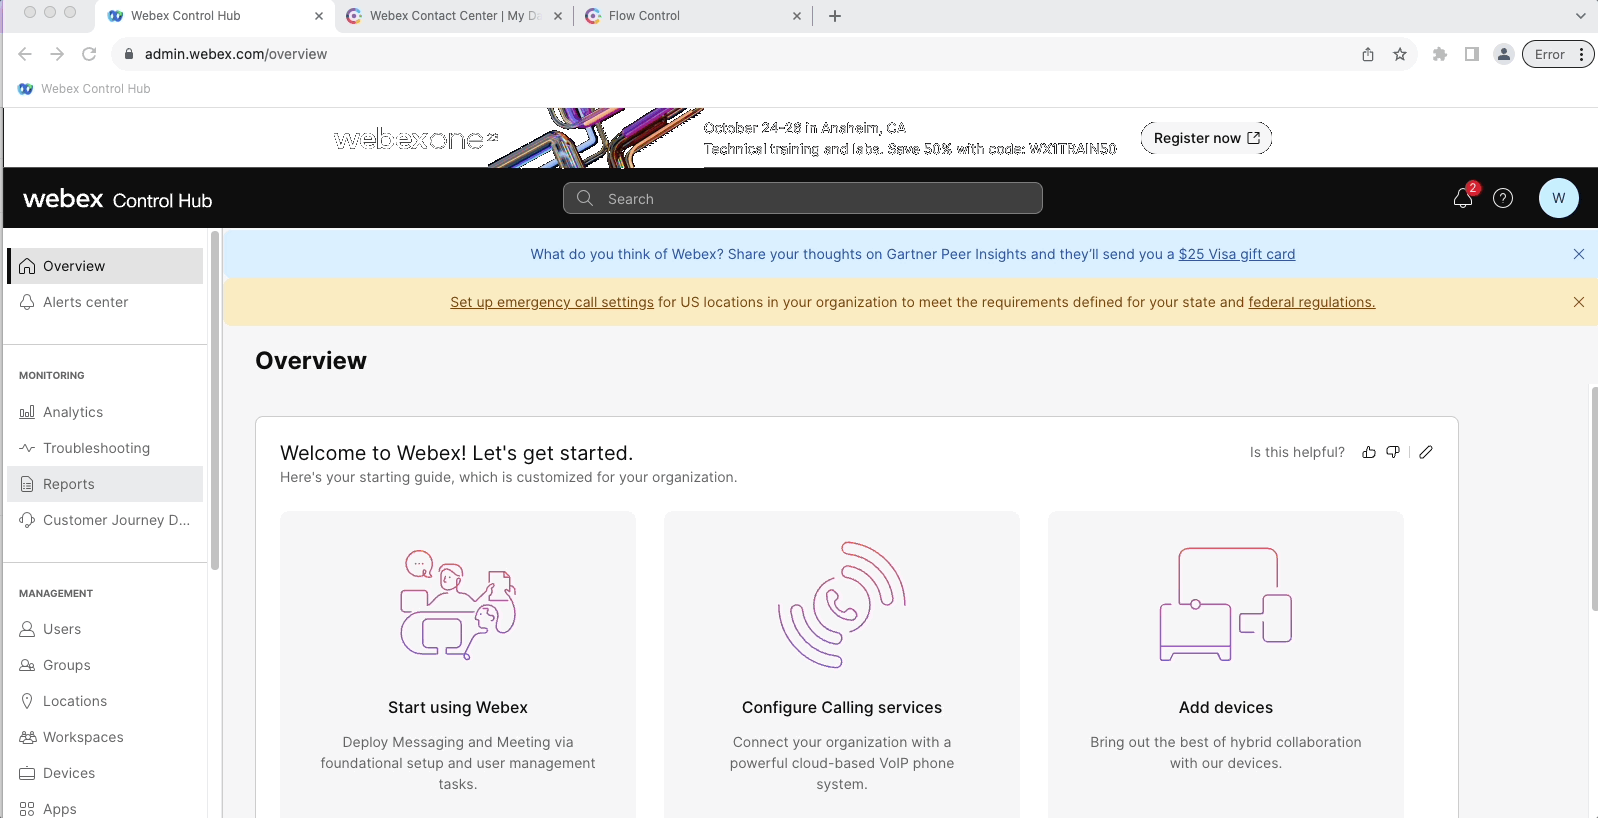 Webex Control Hub
Webex Contact Center | My Da
Flow Control
admin.webex.com/overview
Error
Webex Control Hub
webexone
October 24-26 in Anaheim, CA
Technical training and labs. Save 50% with code: WX1TRAIN50
Register now
webex Control Hub
Search
2
W
Overview
Alerts center
MONITORING
Analytics
Troubleshooting
Reports
Customer Journey D...
MANAGEMENT
Users
Groups
Locations
Workspaces
Devices
Apps
What do you think of Webex? Share your thoughts on Gartner Peer Insights and they'll send you a $25 Visa gift card
Set up emergency call settings for US locations in your organization to meet the requirements defined for your state and federal regulations.
Overview
Welcome to Webex! Let's get started.
Here's your starting guide, which is customized for your organization.
Is this helpful?
Start using Webex
Deploy Messaging and Meeting via
foundational setup and user management
tasks.
Configure Calling services
Connect your organization with a
powerful cloud-based VoIP phone
system.
Add devices
Bring out the best of hybrid collaboration
with our devices.